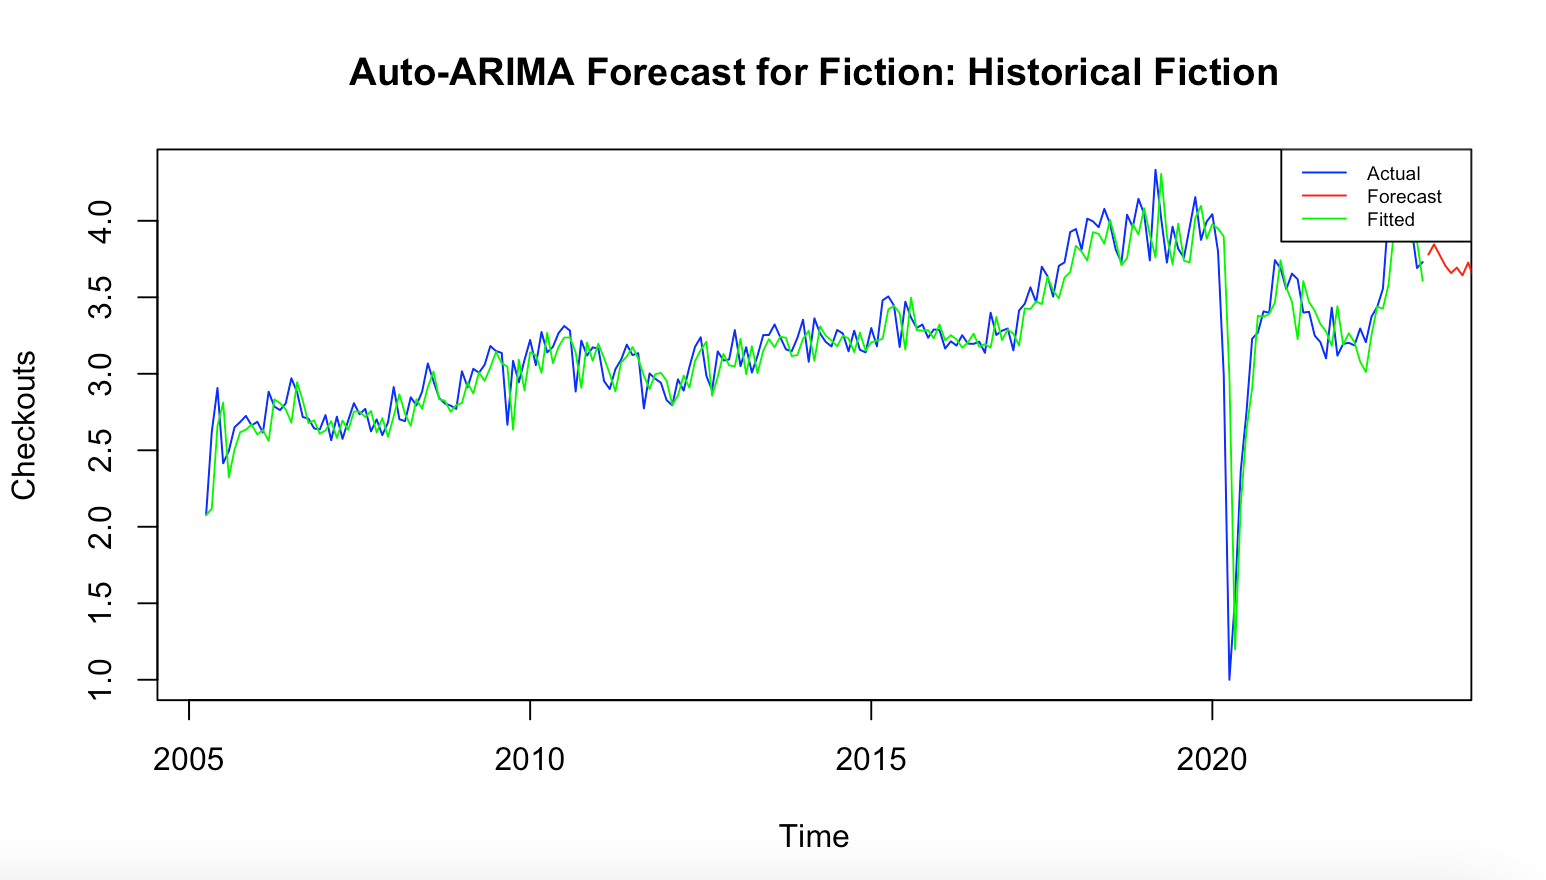 Auto-ARIMA Forecast for Fiction: Historical Fiction
Actual
Forecast
Fitted
Checkouts
4.0
3.5
3.0
2.5
2.0
1.5
1.0
2005 2010 2015 2020
Time